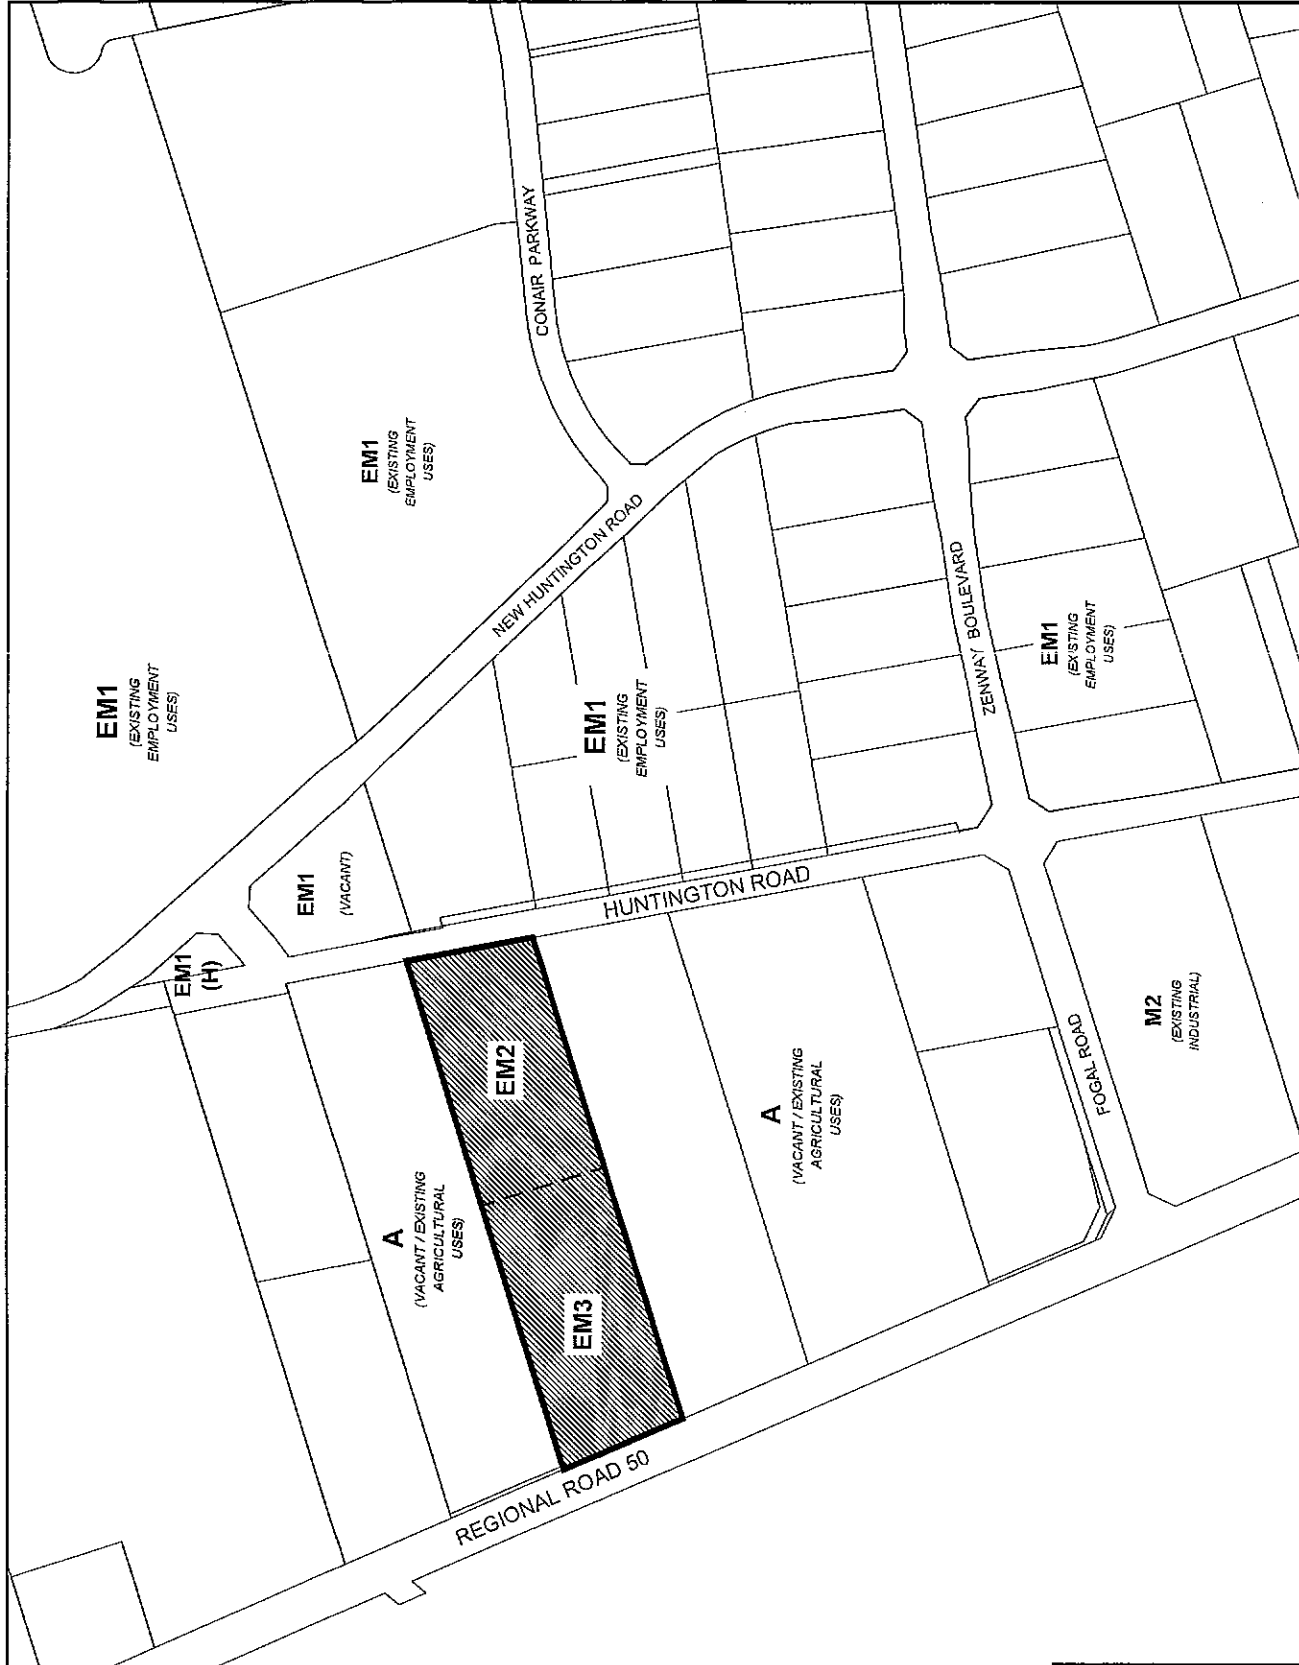 EM1
(EXISTING
EMPLOYMENT
USES)
EM1
(EXISTING
EMPLOYMENT
USES)
CONAIR PARKWAY
NEW HUNTINGTON ROAD
EM1
(H)
EM1
(VACANT)
EM1
(EXISTING
EMPLOYMENT
USES)
HUNTINGTON ROAD
ZENWAY BOULEVARD
EM1
(EXISTING
EMPLOYMENT
USES)
A
(VACANT / EXISTING
AGRICULTURAL
USES)
EM2
EM3
REGIONAL ROAD 50
A
(VACANT / EXISTING
AGRICULTURAL
USES)
FOGAL ROAD
M2
(EXISTING
INDUSTRIAL)